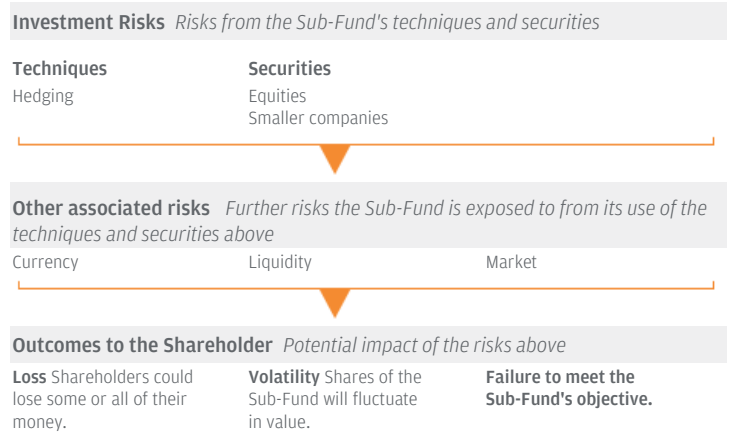 Investment Risks Risks from the Sub-Fund's techniques and securities
Techniques
Hedging
Securities
Equities
Smaller companies
Other associated risks Further risks the Sub-Fund is exposed to from its use of the
techniques and securities above
Currency
Liquidity
Market
Outcomes to the Shareholder Potential impact of the risks above
Loss Shareholders could
lose some or all of their
money.
Volatility Shares of the
Sub-Fund will fluctuate
in value.
Failure to meet the
Sub-Fund's objective.